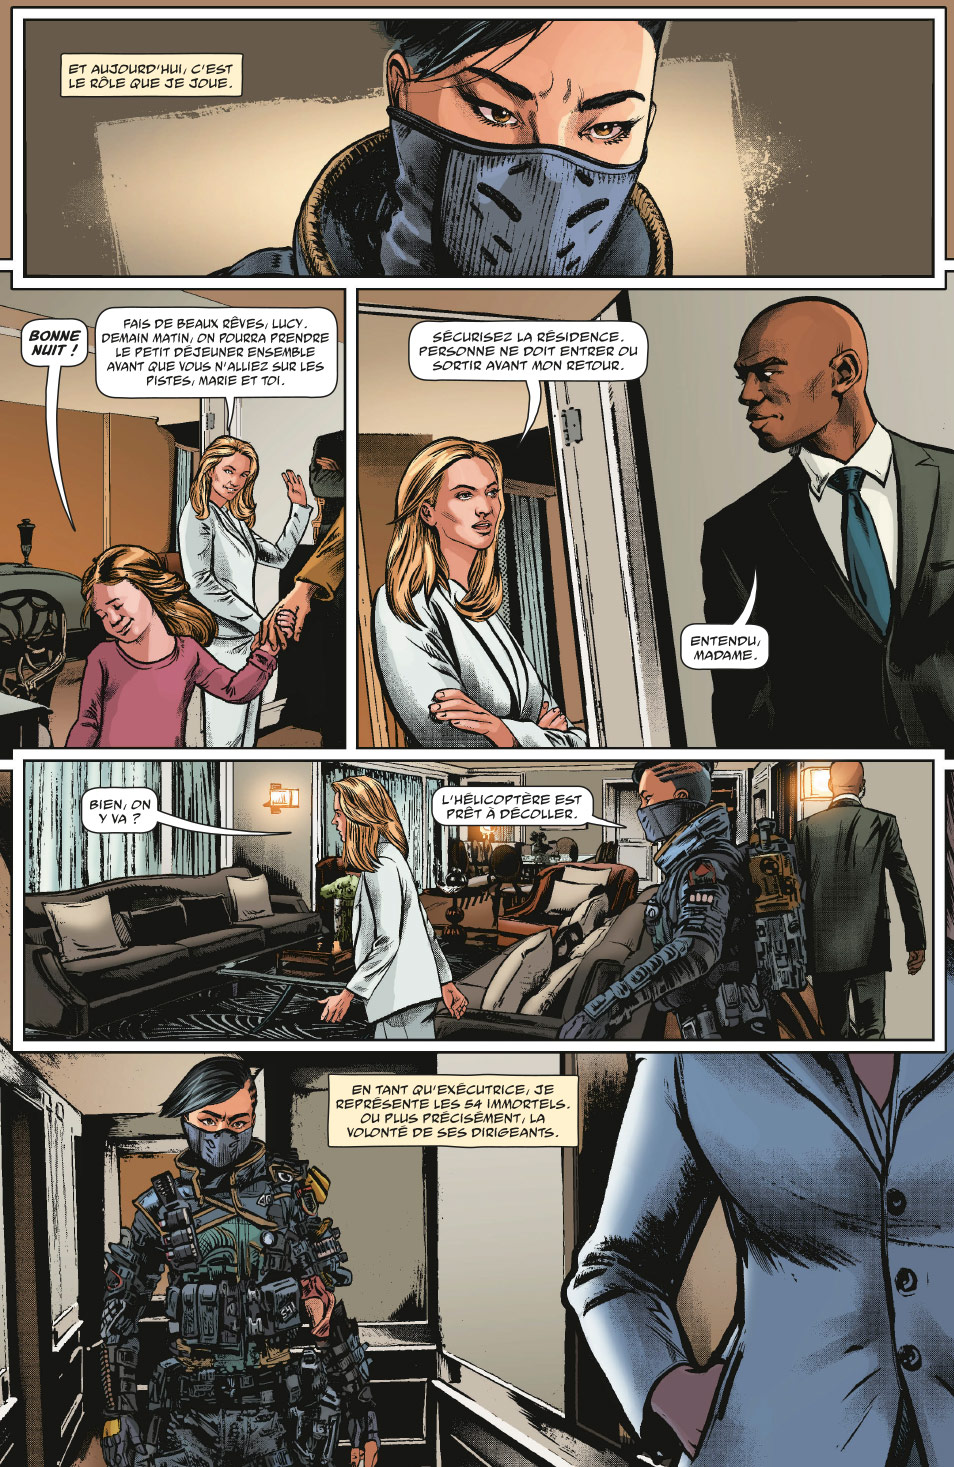 ET AUJOURD'HUI, C'EST
LE RÔLE QUE JE JOUE.
BONNE
NUIT !
FAIS DE BEAUX RÊVES, LUCY.
DEMAIN MATIN, ON POURRA PRENDRE
LE PETIT DÉJEUNER ENSEMBLE
AVANT QUE VOUS N'ALLIEZ SUR LES
PISTES, MARIE ET TOI.
SÉCURISEZ LA RÉSIDENCE.
PERSONNE NE DOIT ENTRER OU
SORTIR AVANT MON RETOUR.
ENTENDU,
MADAME.
BIEN, ON
Y VA ?
L'HÉLICOPTÈRE EST
PRÊT À DÉCOLLER.
EN TANT QU'EXÉCUTRICE, JE
REPRÉSENTE LES 54 IMMORTELS.
OU PLUS PRÉCISÉMENT, LA
VOLONTÉ DE SES DIRIGEANTS.